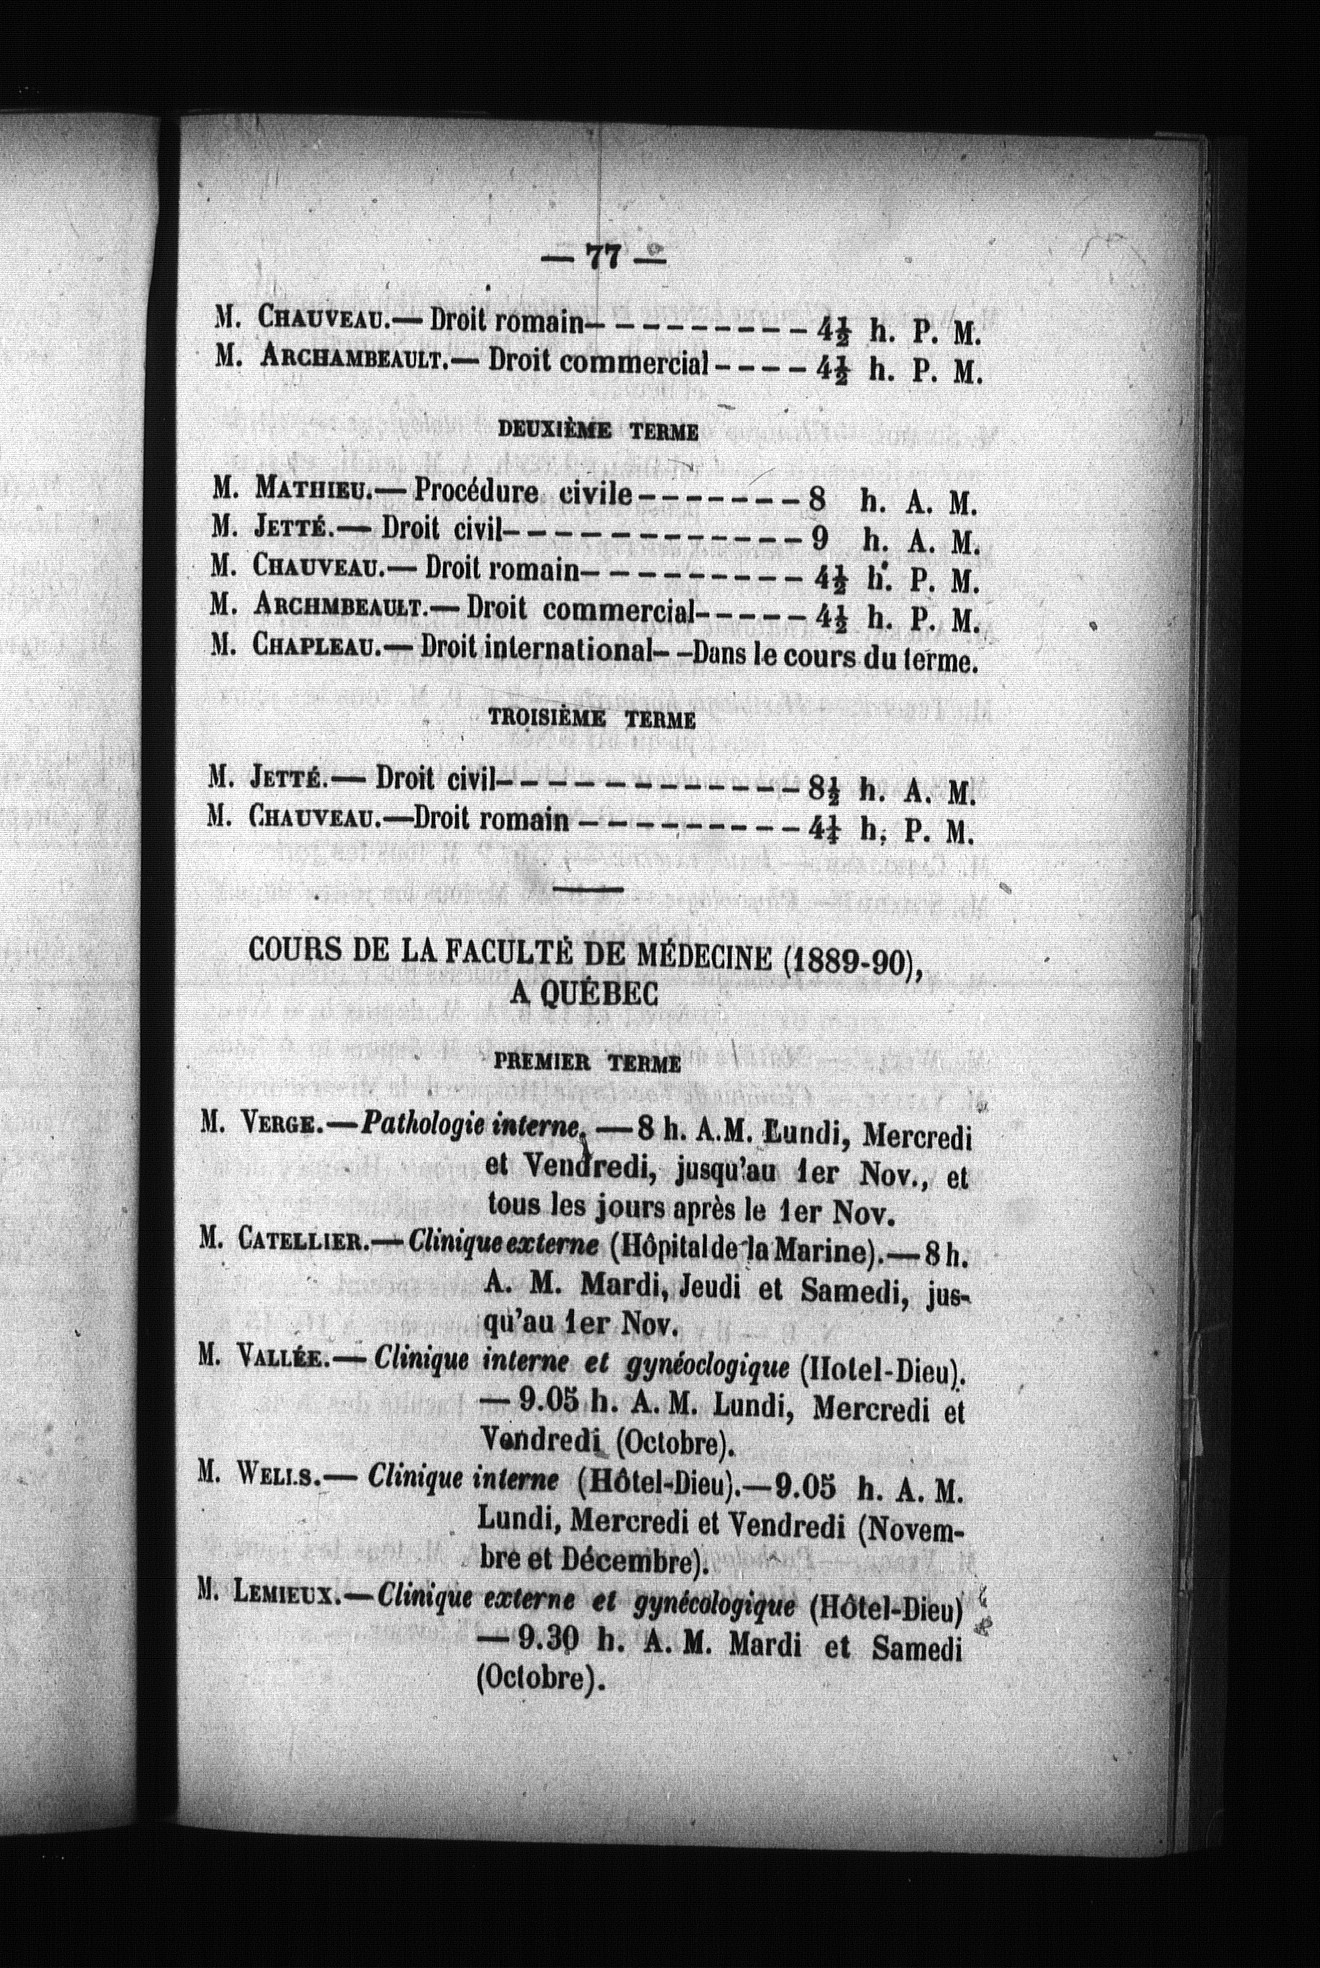 — 77 —
M. CHAUVEAU.— Droit romain– – – – – – – – – 4½ h. P. M.
M. ARCHAMBEAULT.— Droit commercial – – – – 4½ h. P. M.
DEUXIÈME TERME
M. MATHIEU.— Procédure civile – – – – – – – 8 h. A. M.
M. JETTÉ.— Droit civil– – – – – – – – – – – – 9 h. A. M.
M. CHAUVEAU.— Droit romain– – – – – – – – – 4½ h. P. M.
M. ARCHMBEAULT.— Droit commercial– – – – – 4½ h. P. M.
M. CHAPLEAU.— Droit international– –Dans le cours du terme.
TROISIÈME TERME
M. JETTÉ.— Droit civil– – – – – – – – – – – – 8½ h. A. M.
M. CHAUVEAU.—Droit romain – – – – – – – – – 4½ h. P. M.
COURS DE LA FACULTÉ DE MÉDECINE (1889-90),
A QUÉBEC
PREMIER TERME
M. VERGE.—Pathologie interne. —8 h. A.M. Lundi, Mercredi
et Vendredi, jusqu'au 1er Nov., et
tous les jours après le 1er Nov.
M. CATELLIER.—Clinique externe (Hôpital de la Marine).—8 h.
A. M. Mardi, Jeudi et Samedi, jus-
qu'au 1er Nov.
M. VALLÉE.— Clinique interne et gynéoclogique (Hotel-Dieu).
— 9.05 h. A. M. Lundi, Mercredi et
Vendredi (Octobre).
M. WELLS.— Clinique interne (Hôtel-Dieu).—9.05 h. A. M.
Lundi, Mercredi et Vendredi (Novem-
bre et Décembre).
M. LEMIEUX.—Clinique externe et gynécologique (Hôtel-Dieu)
— 9.30 h. A. M. Mardi et Samedi
(Octobre).